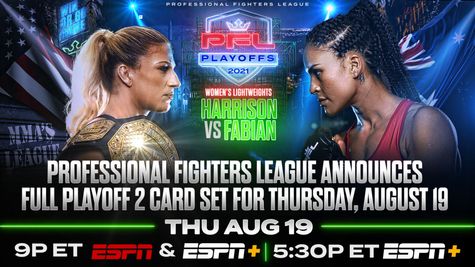 PROFESSIONAL FIGHTERS LEAGUE
PFL
PLAYOFFS
2021
WOMEN'S LIGHTWEIGHTS
HARRISON
VS FABIAN
MMA'S
LEAGUE
PROFESSIONAL FIGHTERS LEAGUE ANNOUNCES
FULL PLAYOFF 2 CARD SET FOR THURSDAY, AUGUST 19
THU AUG 19
9P ET ESPN & ESPN+ | 5:30P ET ESPN+